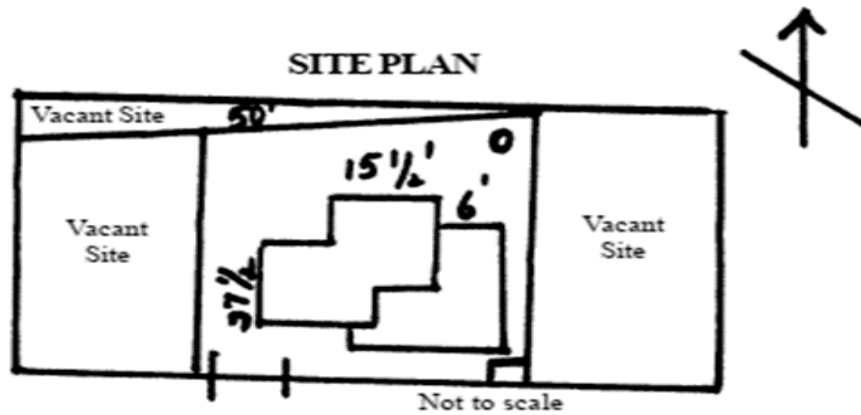 SITE PLAN
Vacant Site
50'
15 1/2'
6'
Vacant
Site
Vacant
Site
37 1/2
Not to scale